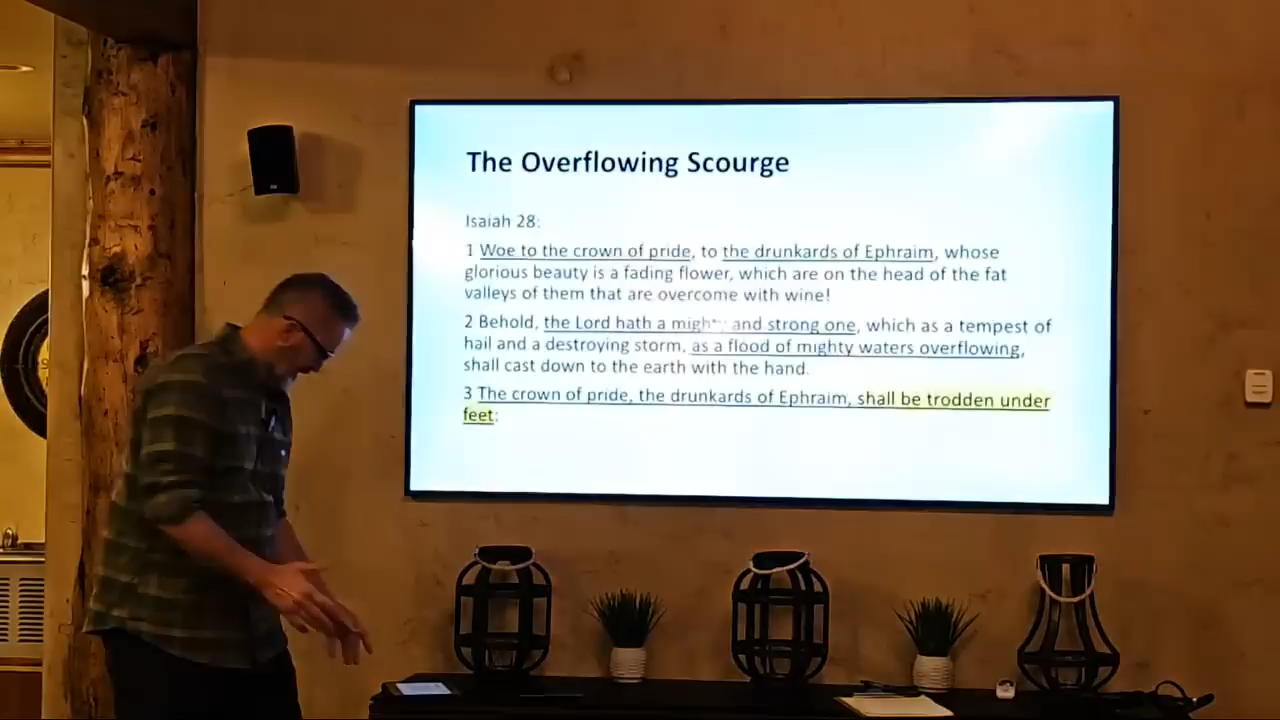 The Overflowing Scourge
Isaiah 28:
1 Woe to the crown of pride, to the drunkards of Ephraim, whose
glorious beauty is a fading flower, which are on the head of the fat
valleys of them that are overcome with wine!
2 Behold, the Lord hath a mighty and strong one, which as a tempest of
hail and a destroying storm, as a flood of mighty waters overflowing,
shall cast down to the earth with the hand.
3 The crown of pride, the drunkards of Ephraim, shall be trodden under
feet: